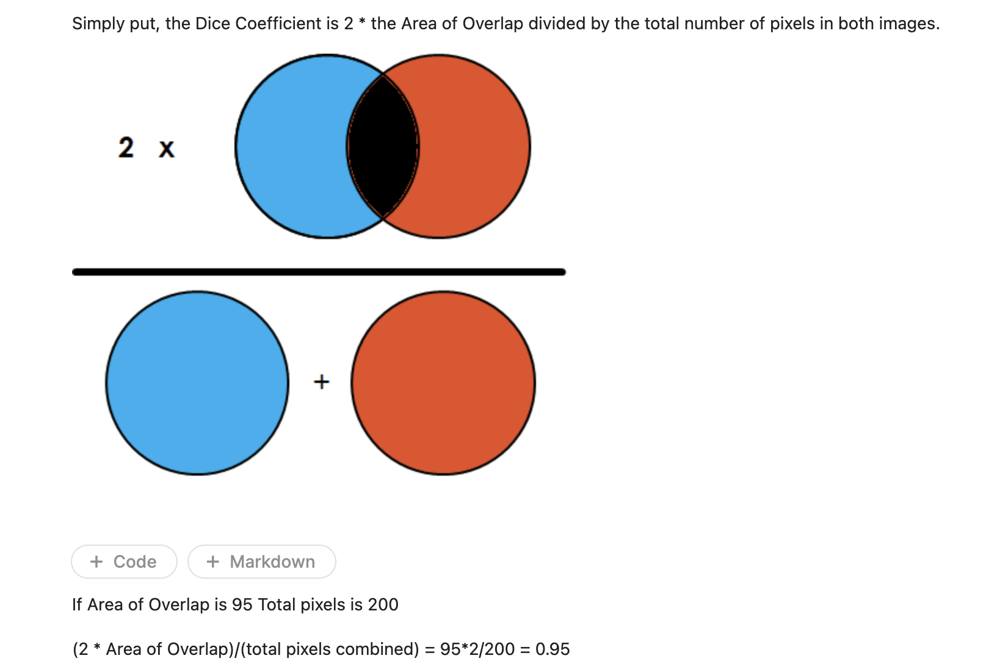 Simply put, the Dice Coefficient is 2 * the Area of Overlap divided by the total number of pixels in both images.
2 x
+
+ Code + Markdown
If Area of Overlap is 95 Total pixels is 200
(2 * Area of Overlap)/(total pixels combined) = 95*2/200 = 0.95